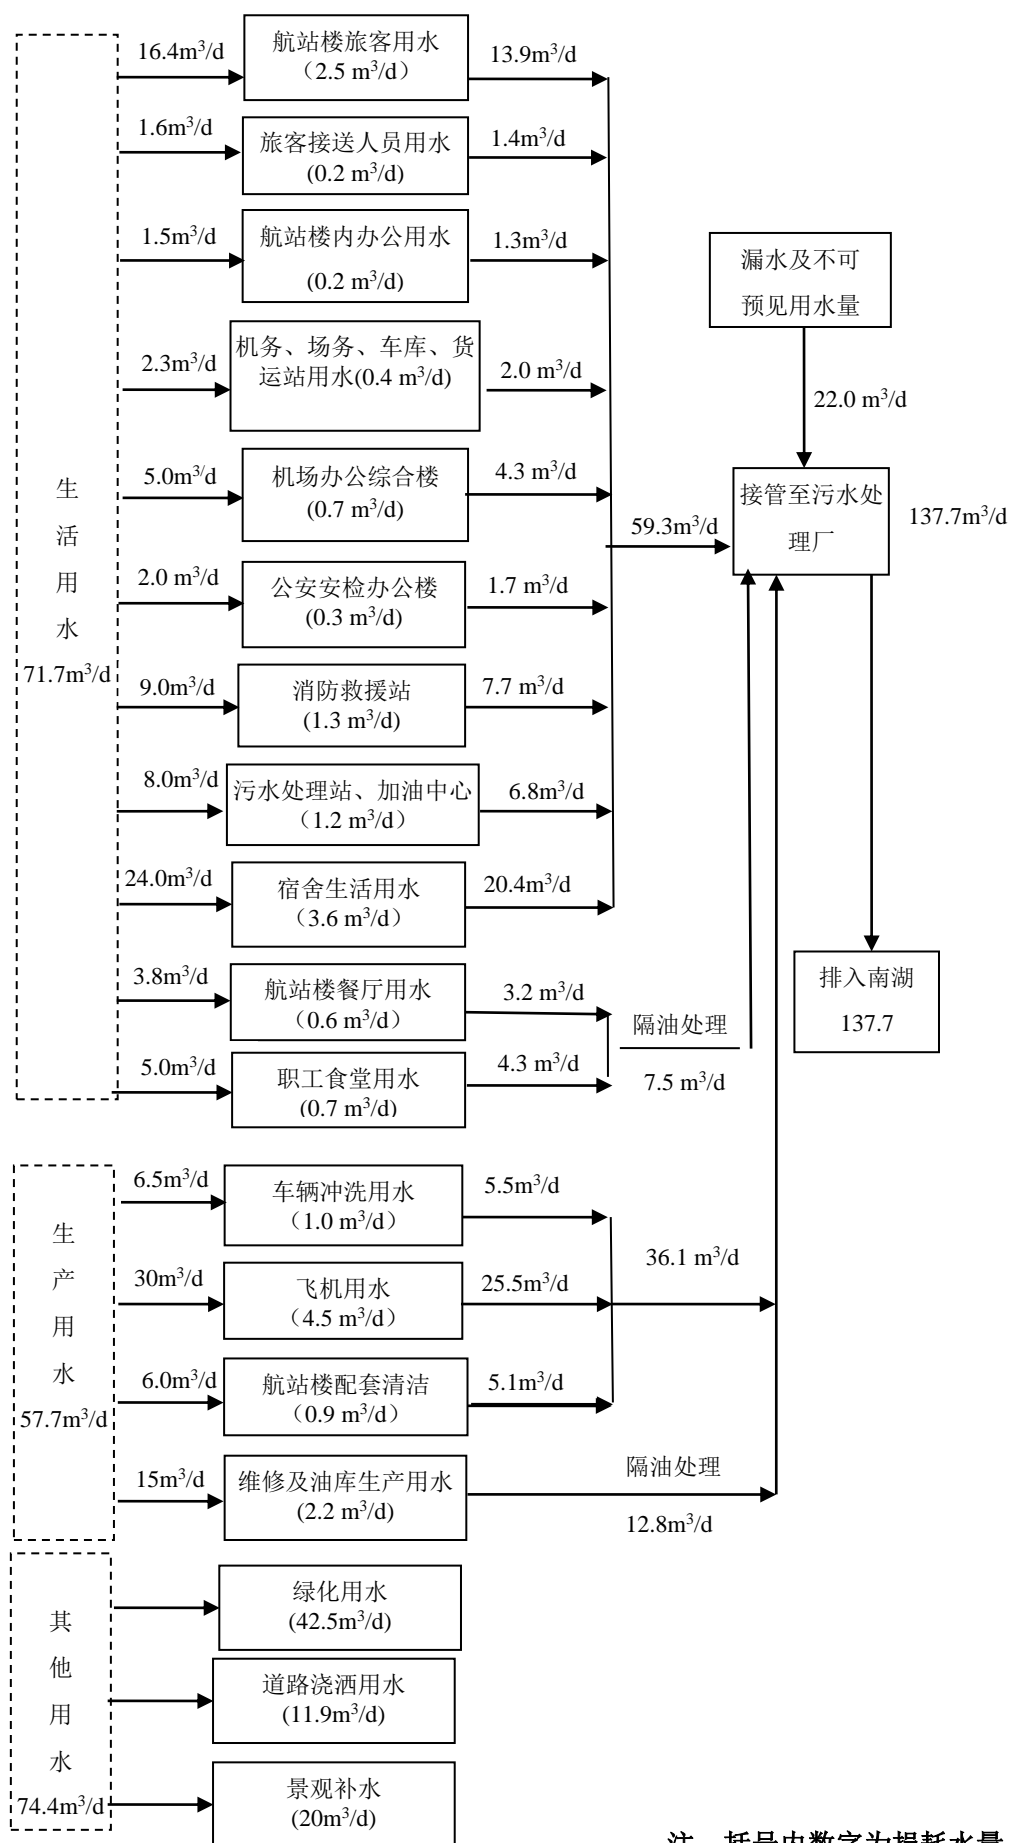 生
活
用
水
71.7m³/d
16.4m³/d
航站楼旅客用水
（2.5 m³/d）
13.9m³/d
1.6m³/d
旅客接送人员用水
(0.2 m³/d)
1.4m³/d
1.5m³/d
航站楼内办公用水
(0.2 m³/d)
1.3m³/d
2.3m³/d
机务、场务、车库、货
运站用水(0.4 m³/d)
2.0 m³/d
5.0m³/d
机场办公综合楼
(0.7 m³/d)
4.3 m³/d
2.0 m³/d
公安安检办公楼
(0.3 m³/d)
1.7 m³/d
9.0m³/d
消防救援站
(1.3 m³/d)
7.7 m³/d
8.0m³/d
污水处理站、加油中心
（1.2 m³/d）
6.8m³/d
24.0m³/d
宿舍生活用水
（3.6 m³/d）
20.4m³/d
3.8m³/d
航站楼餐厅用水
（0.6 m³/d）
3.2 m³/d
5.0m³/d
职工食堂用水
(0.7 m³/d)
4.3 m³/d
59.3m³/d
隔油处理
7.5 m³/d
漏水及不可
预见用水量
22.0 m³/d
接管至污水处
理厂
137.7m³/d
排入南湖
137.7
生
产
用
水
57.7m³/d
6.5m³/d
车辆冲洗用水
（1.0 m³/d）
5.5m³/d
30m³/d
飞机用水
（4.5 m³/d）
25.5m³/d
6.0m³/d
航站楼配套清洁
（0.9 m³/d）
5.1m³/d
36.1 m³/d
15m³/d
维修及油库生产用水
(2.2 m³/d)
隔油处理
12.8m³/d
其
他
用
水
74.4m³/d
绿化用水
(42.5m³/d)
道路浇洒用水
(11.9m³/d)
景观补水
(20m³/d)
注 括号内数字为损耗水量